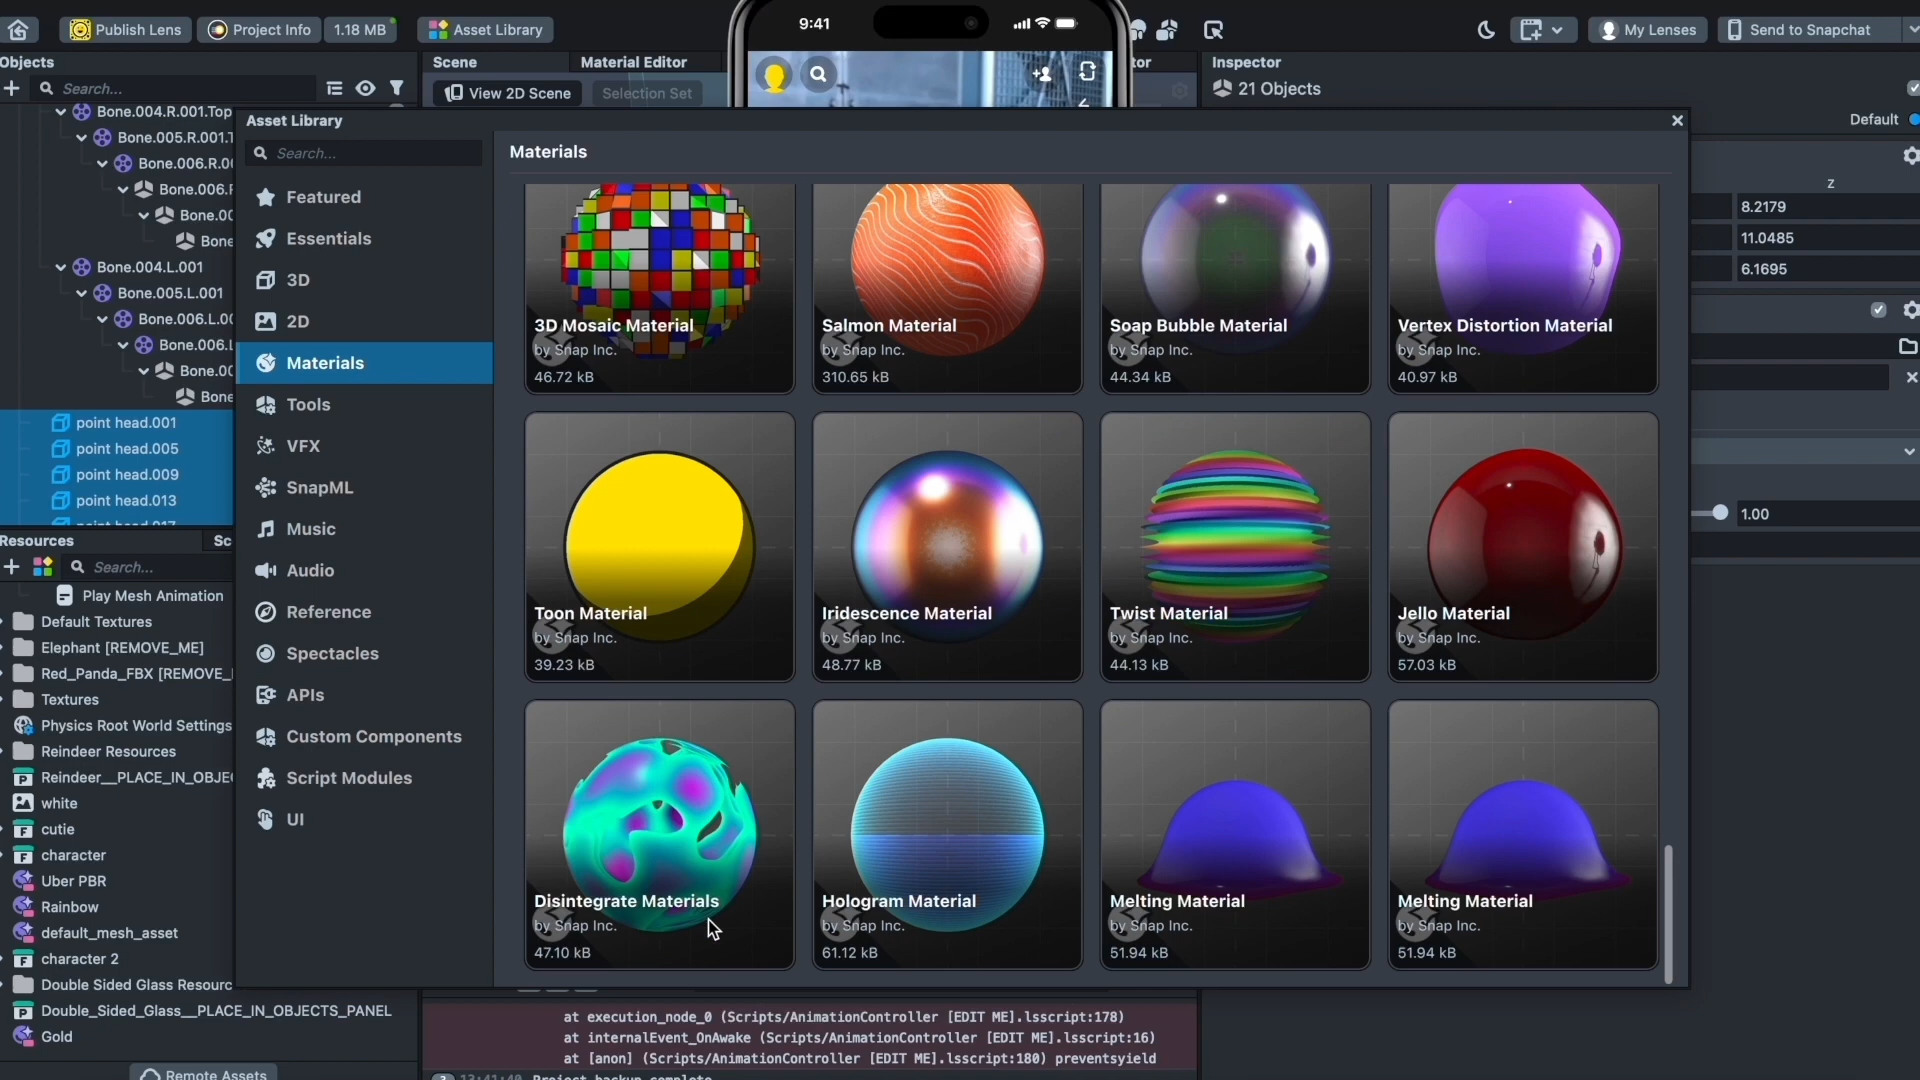 Publish Lens
Project Info
1.18 MB
Asset Library
9:41
My Lenses
Send to Snapchat
Objects
Search...
Bone.004.R.001.Top
Bone.005.R.001.
Bone.006.R.0
Bone.006.
Bone.00
Bone
Bone.004.L.001
Bone.005.L.001
Bone.006.L.0
Bone.006.
Bone.00
Bone
point head.001
point head.005
point head.009
point head.013
Scene
Material Editor
View 2D Scene
Selection Set
tor
Inspector
21 Objects
Default
z
8.2179
11.0485
6.1695
1.00
Asset Library
Search...
Featured
Essentials
3D
2D
Materials
Tools
VFX
SnapML
Music
Audio
Reference
Spectacles
APIs
Custom Components
Script Modules
UI
Materials
3D Mosaic Material
by Snap Inc.
46.72 kB
Salmon Material
by Snap Inc.
310.65 kB
Soap Bubble Material
by Snap Inc.
44.34 kB
Vertex Distortion Material
by Snap Inc.
40.97 kB
Toon Material
by Snap Inc.
39.23 kB
Iridescence Material
by Snap Inc.
48.77 kB
Twist Material
by Snap Inc.
44.13 kB
Jello Material
by Snap Inc.
57.03 kB
Disintegrate Materials
by Snap Inc.
47.10 kB
Hologram Material
by Snap Inc.
61.12 kB
Melting Material
by Snap Inc.
51.94 kB
Melting Material
by Snap Inc.
51.94 kB
Resources
Sc
Search...
Play Mesh Animation
Default Textures
Elephant [REMOVE_ME]
Red_Panda_FBX [REMOVE_
Textures
Physics Root World Settings
Reindeer Resources
Reindeer__PLACE_IN_OBJE
white
cutie
character
Uber PBR
Rainbow
default_mesh_asset
character 2
Double Sided Glass Resourc
Double_Sided_Glass__PLACE_IN_OBJECTS_PANEL
Gold
Remote Assets
at execution_node_0 (Scripts/AnimationController [EDIT ME].lsscript:178)
at internalEvent_OnAwake (Scripts/AnimationController [EDIT ME].lsscript:16)
at [anon] (Scripts/AnimationController [EDIT ME].lsscript:180) preventsyield
13:41:40 Project backup complete